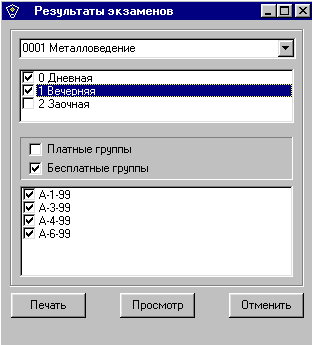 Результаты экзаменов
0001 Металловедение
0 Дневная
1 Вечерняя
2 Заочная
Платные группы
Бесплатные группы
А-1-99
А-3-99
А-4-99
А-6-99
Печать
Просмотр
Отменить